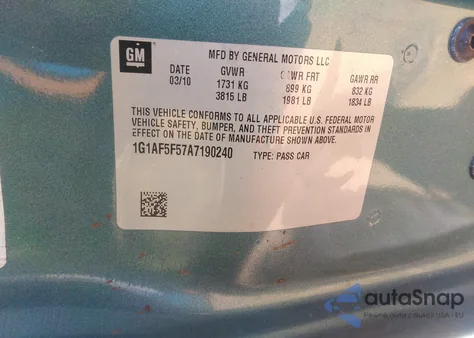 GM
MFD BY GENERAL MOTORS LLC
DATE GVWR GAWR FRT GAWR RR
03/10 1731 KG 899 KG 832 KG
3815 LB 1981 LB 1834 LB
THIS VEHICLE CONFORMS TO ALL APPLICABLE U.S. FEDERAL MOTOR
VEHICLE SAFETY, BUMPER, AND THEFT PREVENTION STANDARDS IN
EFFECT ON THE DATE OF MANUFACTURE SHOWN ABOVE.
1G1AF5F57A7190240 TYPE: PASS CAR
autoSnap